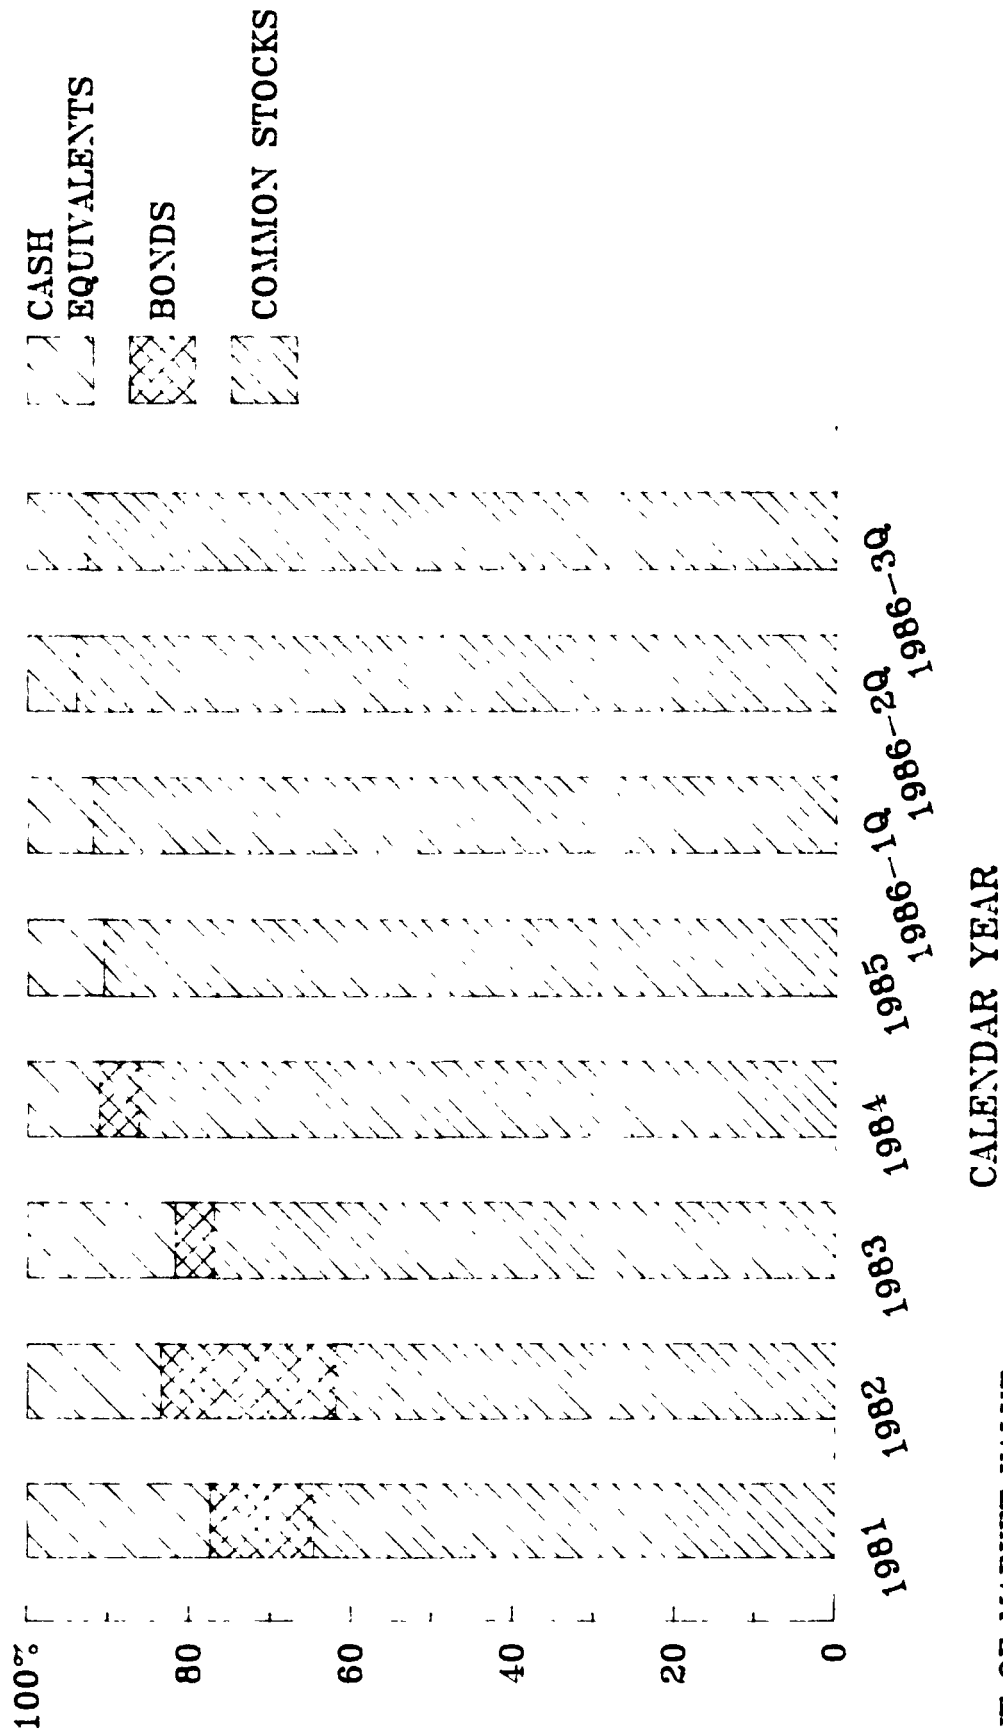 CASH
EQUIVALENTS
BONDS
COMMON STOCKS
100%
80
60
40
20
0
1981
1982
1983
1984
1985
1986-1Q
1986-2Q
1986-3Q
CALENDAR YEAR